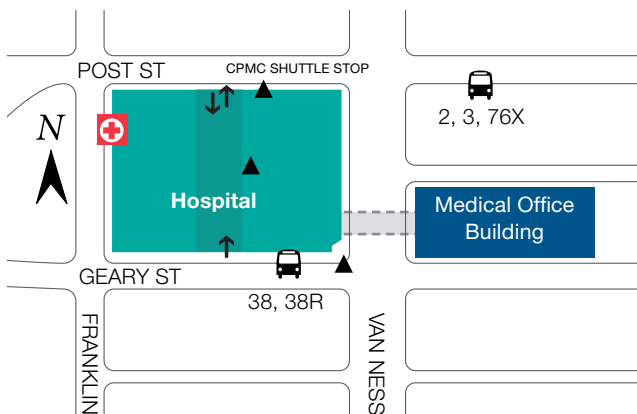 POST ST
CPMC SHUTTLE STOP
2, 3, 76X
N
Hospital
Medical Office
Building
GEARY ST
38, 38R
FRANKLIN
VAN NESS